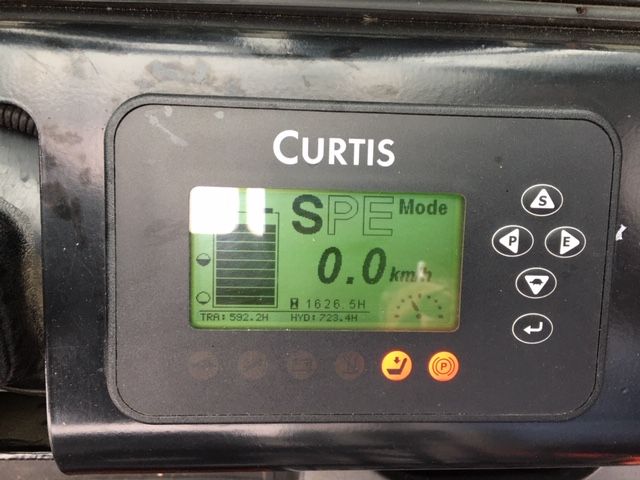 CURTIS
SPE Mode
0.0 km/h
1626.5H
TRA: 592.2H HYD: 723.4H
S
P E
P